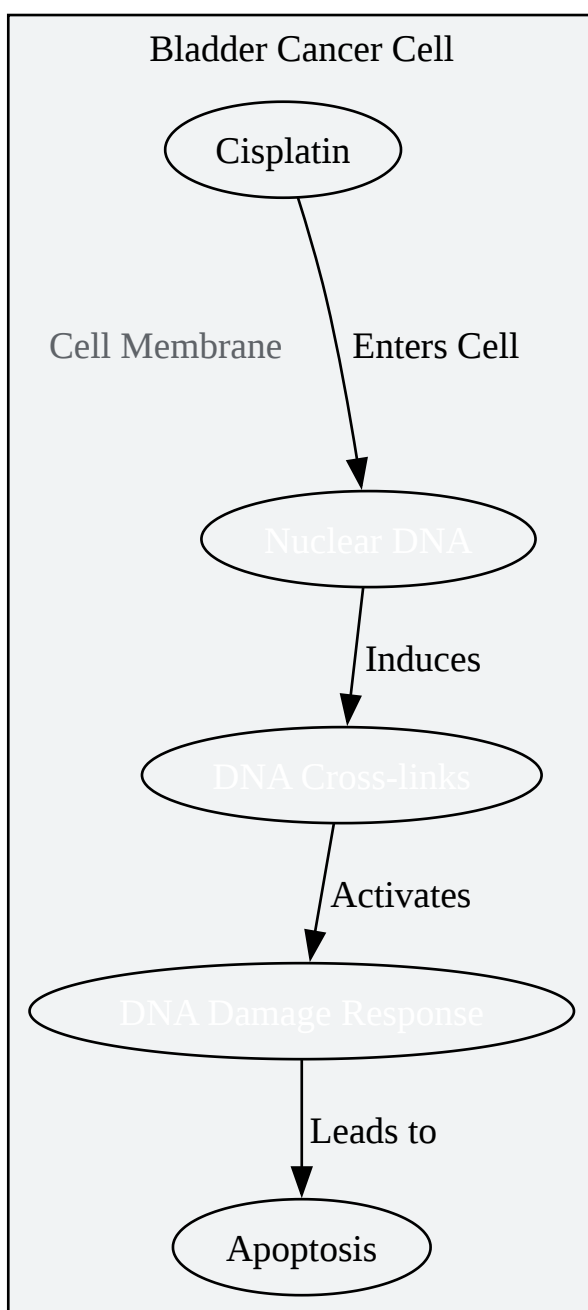 Bladder Cancer Cell
Cisplatin
Cell Membrane
Enters Cell
Nuclear DNA
Induces
DNA Cross-links
Activates
DNA Damage Response
Leads to
Apoptosis